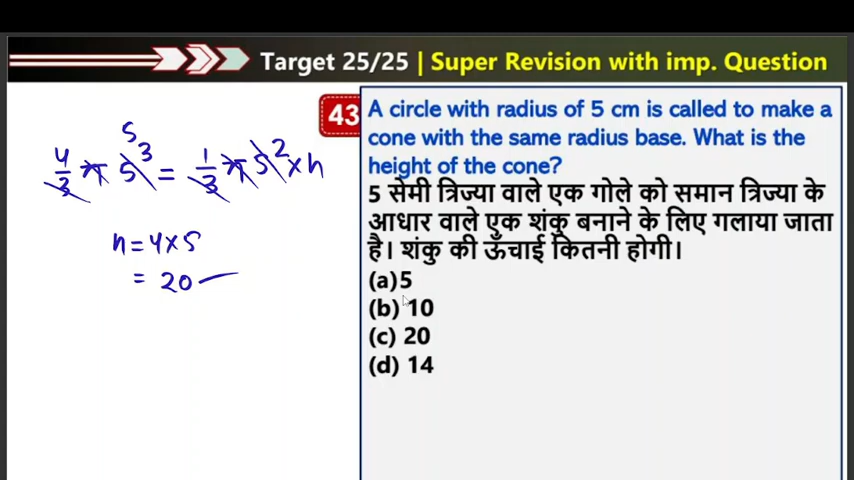 Target 25/25 | Super Revision with imp. Question
43
A circle with radius of 5 cm is called to make a
cone with the same radius base. What is the
height of the cone?
5 सेमी त्रिज्या वाले एक गोले को समान त्रिज्या के
आधार वाले एक शंकु बनाने के लिए गलाया जाता
है। शंकु की ऊँचाई कितनी होगी।
(a)5
(b) 10
(c) 20
(d) 14
5
4/3 π 5³ = 1/3 π 5² × h
h = 4×5
= 20